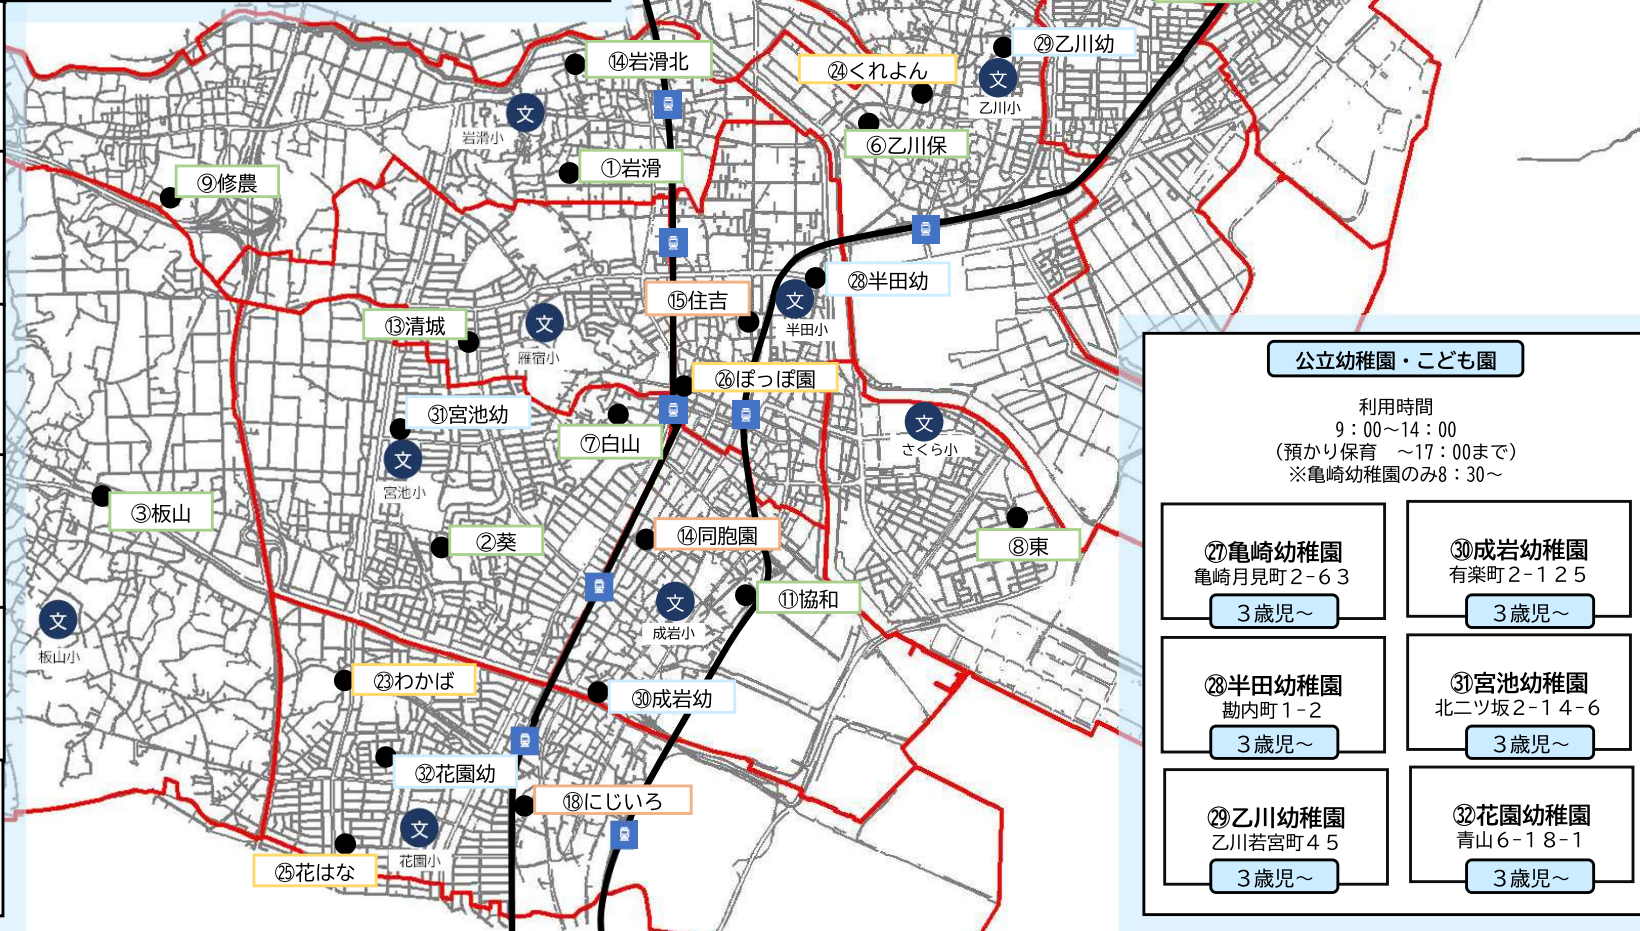 ⑭岩滑北
㉙乙川幼
㉔くれよん
文
乙川小
文
岩滑小
⑥乙川保
①岩滑
⑨修農
㉘半田幼
⑮住吉
文
半田小
⑬清城
文
雁宿小
㉖ぽっぽ園
㉛宮池幼
⑦白山
文
さくら小
文
宮池小
③板山
②葵
⑭同胞園
⑧東
⑪協和
文
成岩小
文
板山小
㉓わかば
㉚成岩幼
㉜花園幼
⑱にじいろ
文
花園小
㉕花はな
公立幼稚園・こども園
利用時間
9：00～14：00
（預かり保育　～17：00まで）
※亀崎幼稚園のみ8：30～
㉗亀崎幼稚園
亀崎月見町２-６３
３歳児～
㉚成岩幼稚園
有楽町２-１２５
３歳児～
㉘半田幼稚園
勘内町１-２
３歳児～
㉛宮池幼稚園
北二ツ坂２-１４-６
３歳児～
㉙乙川幼稚園
乙川若宮町４５
３歳児～
㉜花園幼稚園
青山６-１８-１
３歳児～